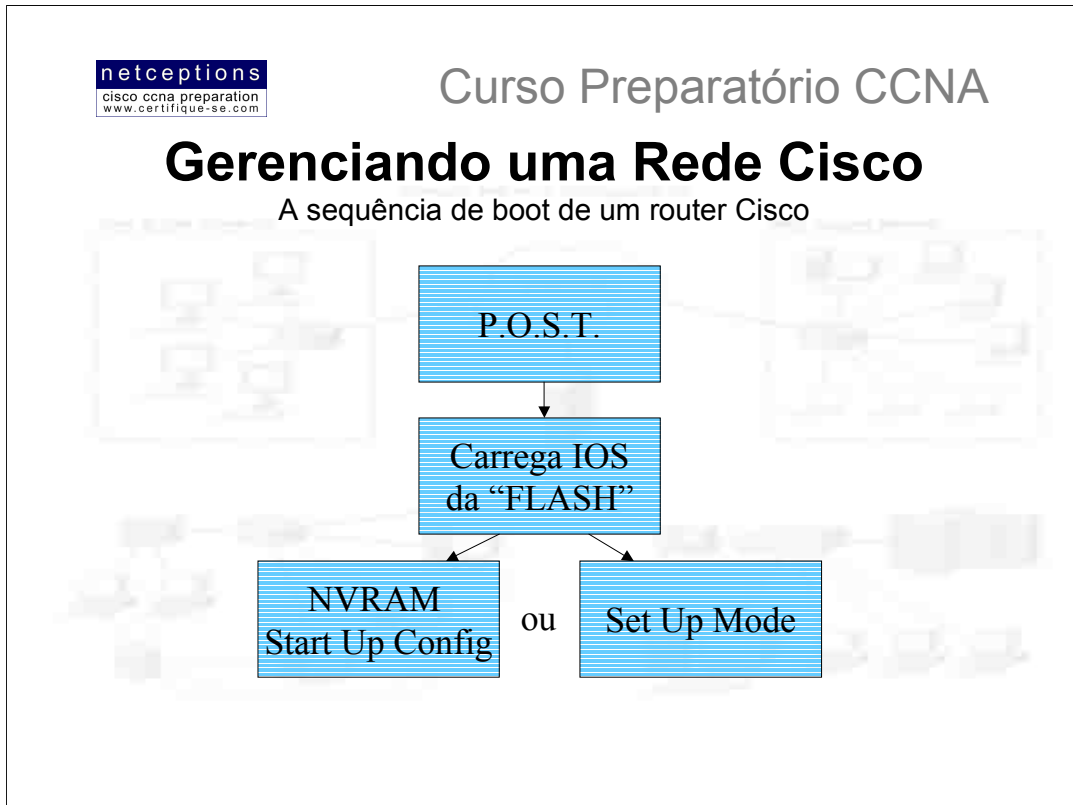 netceptions
cisco ccna preparation
www.certifique-se.com
Curso Preparatório CCNA
Gerenciando uma Rede Cisco
A sequência de boot de um router Cisco
P.O.S.T.
Carrega IOS
da “FLASH”
NVRAM
Start Up Config
ou
Set Up Mode